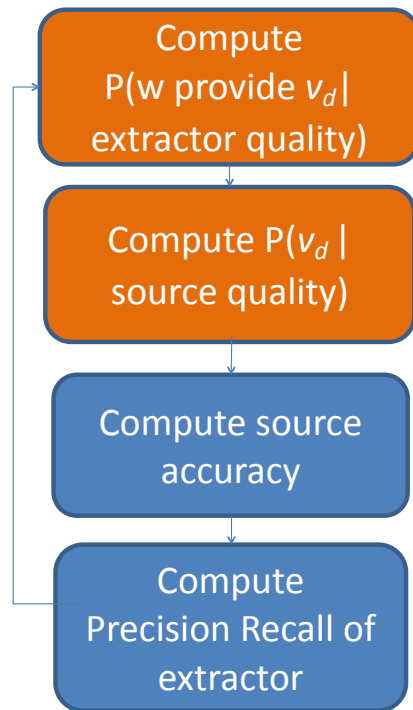 Compute
P(w provide v_d|
extractor quality)
Compute P(v_d |
source quality)
Compute source
accuracy
Compute
Precision Recall of
extractor